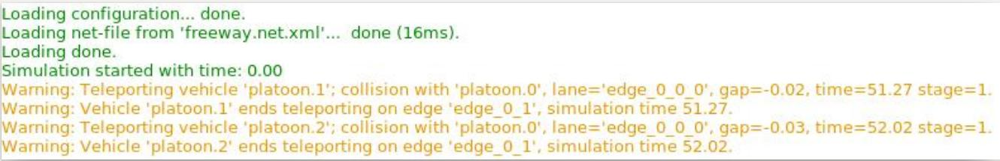 Loading configuration... done.
Loading net-file from 'freeway.net.xml'... done (16ms).
Loading done.
Simulation started with time: 0.00
Warning: Teleporting vehicle 'platoon.1'; collision with 'platoon.0', lane='edge_0_0_0', gap=-0.02, time=51.27 stage=1.
Warning: Vehicle 'platoon.1' ends teleporting on edge 'edge_0_1', simulation time 51.27.
Warning: Teleporting vehicle 'platoon.2'; collision with 'platoon.0', lane='edge_0_0_0', gap=-0.03, time=52.02 stage=1.
Warning: Vehicle 'platoon.2' ends teleporting on edge 'edge_0_1', simulation time 52.02.